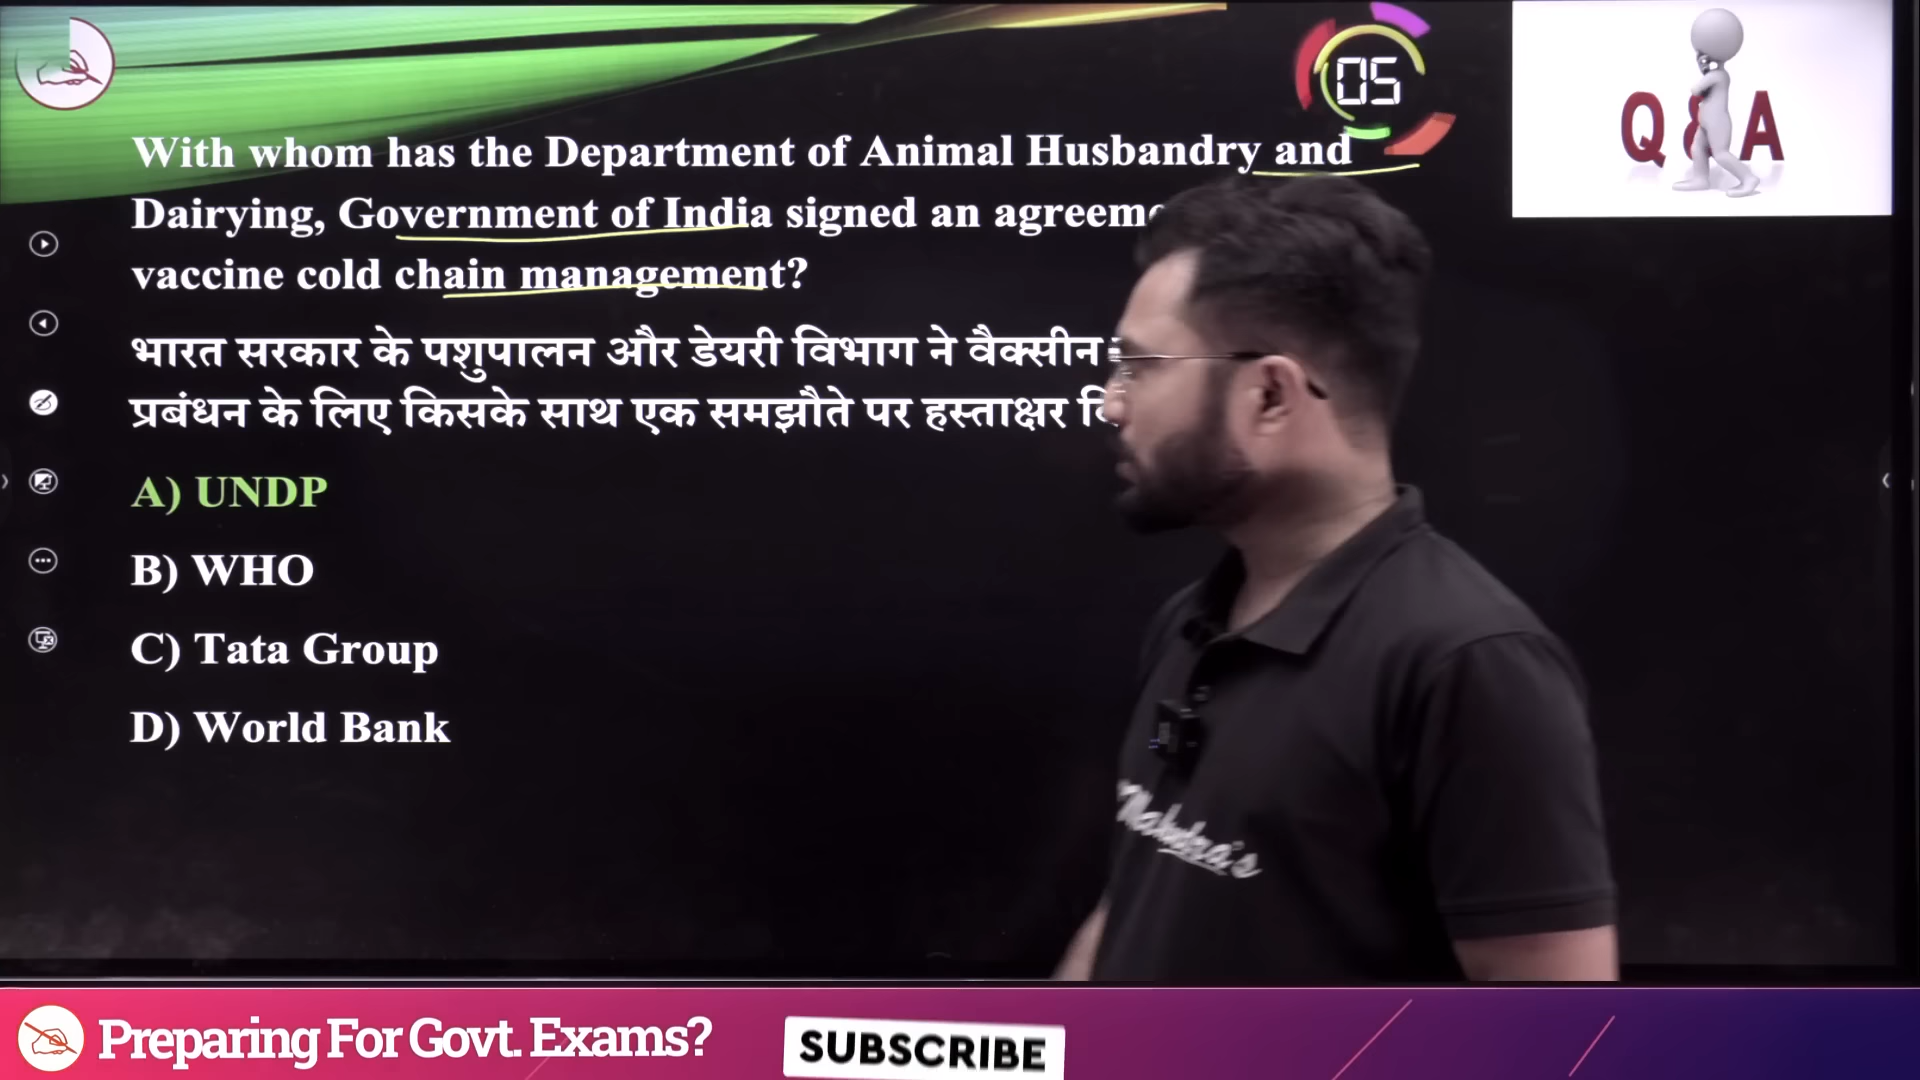 05
Q & A
With whom has the Department of Animal Husbandry and
Dairying, Government of India signed an
vaccine cold chain management?
भारत सरकार के पशुपालन और डेयरी विभाग ने वैक्सीन
प्रबंधन के लिए किसके साथ एक समझौते पर हस्ताक्षर
A) UNDP
B) WHO
C) Tata Group
D) World Bank
Mahendra's
Preparing For Govt. Exams?
SUBSCRIBE